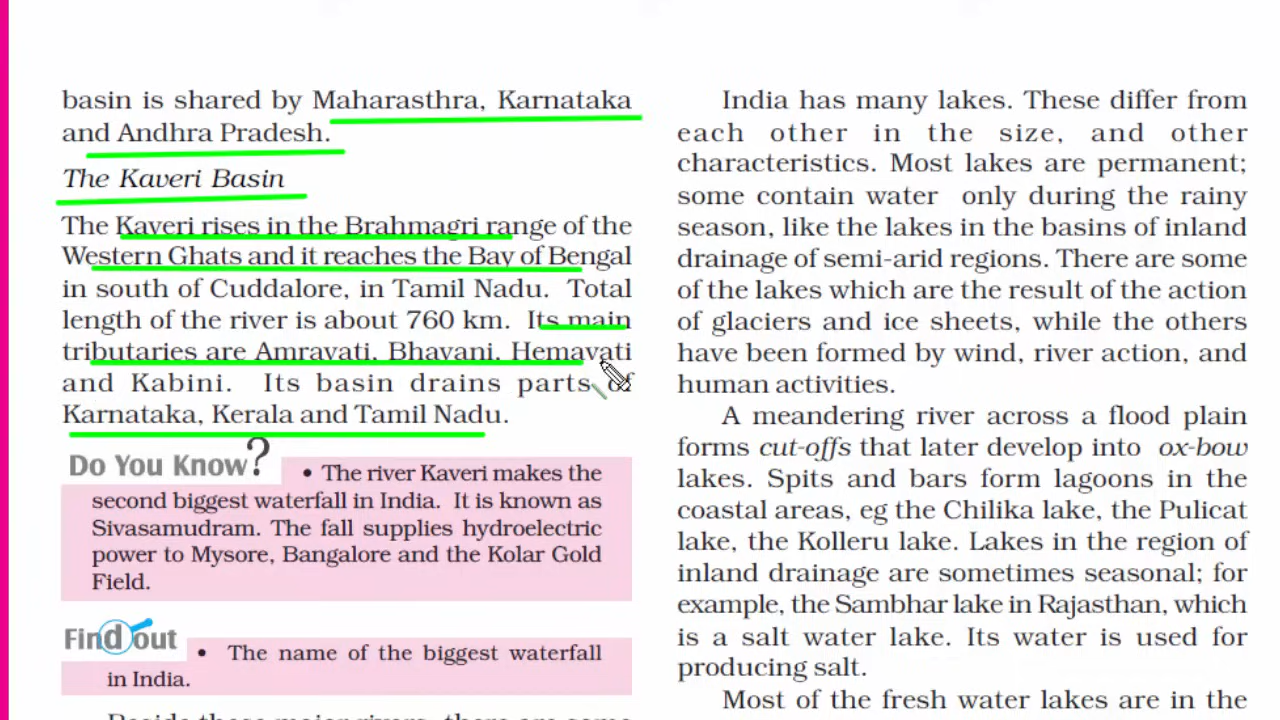 basin is shared by Maharasthra, Karnataka
and Andhra Pradesh.
The Kaveri Basin
The Kaveri rises in the Brahmagri range of the
Western Ghats and it reaches the Bay of Bengal
in south of Cuddalore, in Tamil Nadu. Total
length of the river is about 760 km. Its main
tributaries are Amravati, Bhavani, Hemavati
and Kabini. Its basin drains parts of
Karnataka, Kerala and Tamil Nadu.
Do You Know?
• The river Kaveri makes the
second biggest waterfall in India. It is known as
Sivasamudram. The fall supplies hydroelectric
power to Mysore, Bangalore and the Kolar Gold
Field.
Find out
• The name of the biggest waterfall
in India.
Beside these major rivers, there are some
India has many lakes. These differ from
each other in the size, and other
characteristics. Most lakes are permanent;
some contain water only during the rainy
season, like the lakes in the basins of inland
drainage of semi-arid regions. There are some
of the lakes which are the result of the action
of glaciers and ice sheets, while the others
have been formed by wind, river action, and
human activities.
A meandering river across a flood plain
forms cut-offs that later develop into ox-bow
lakes. Spits and bars form lagoons in the
coastal areas, eg the Chilika lake, the Pulicat
lake, the Kolleru lake. Lakes in the region of
inland drainage are sometimes seasonal; for
example, the Sambhar lake in Rajasthan, which
is a salt water lake. Its water is used for
producing salt.
Most of the fresh water lakes are in the